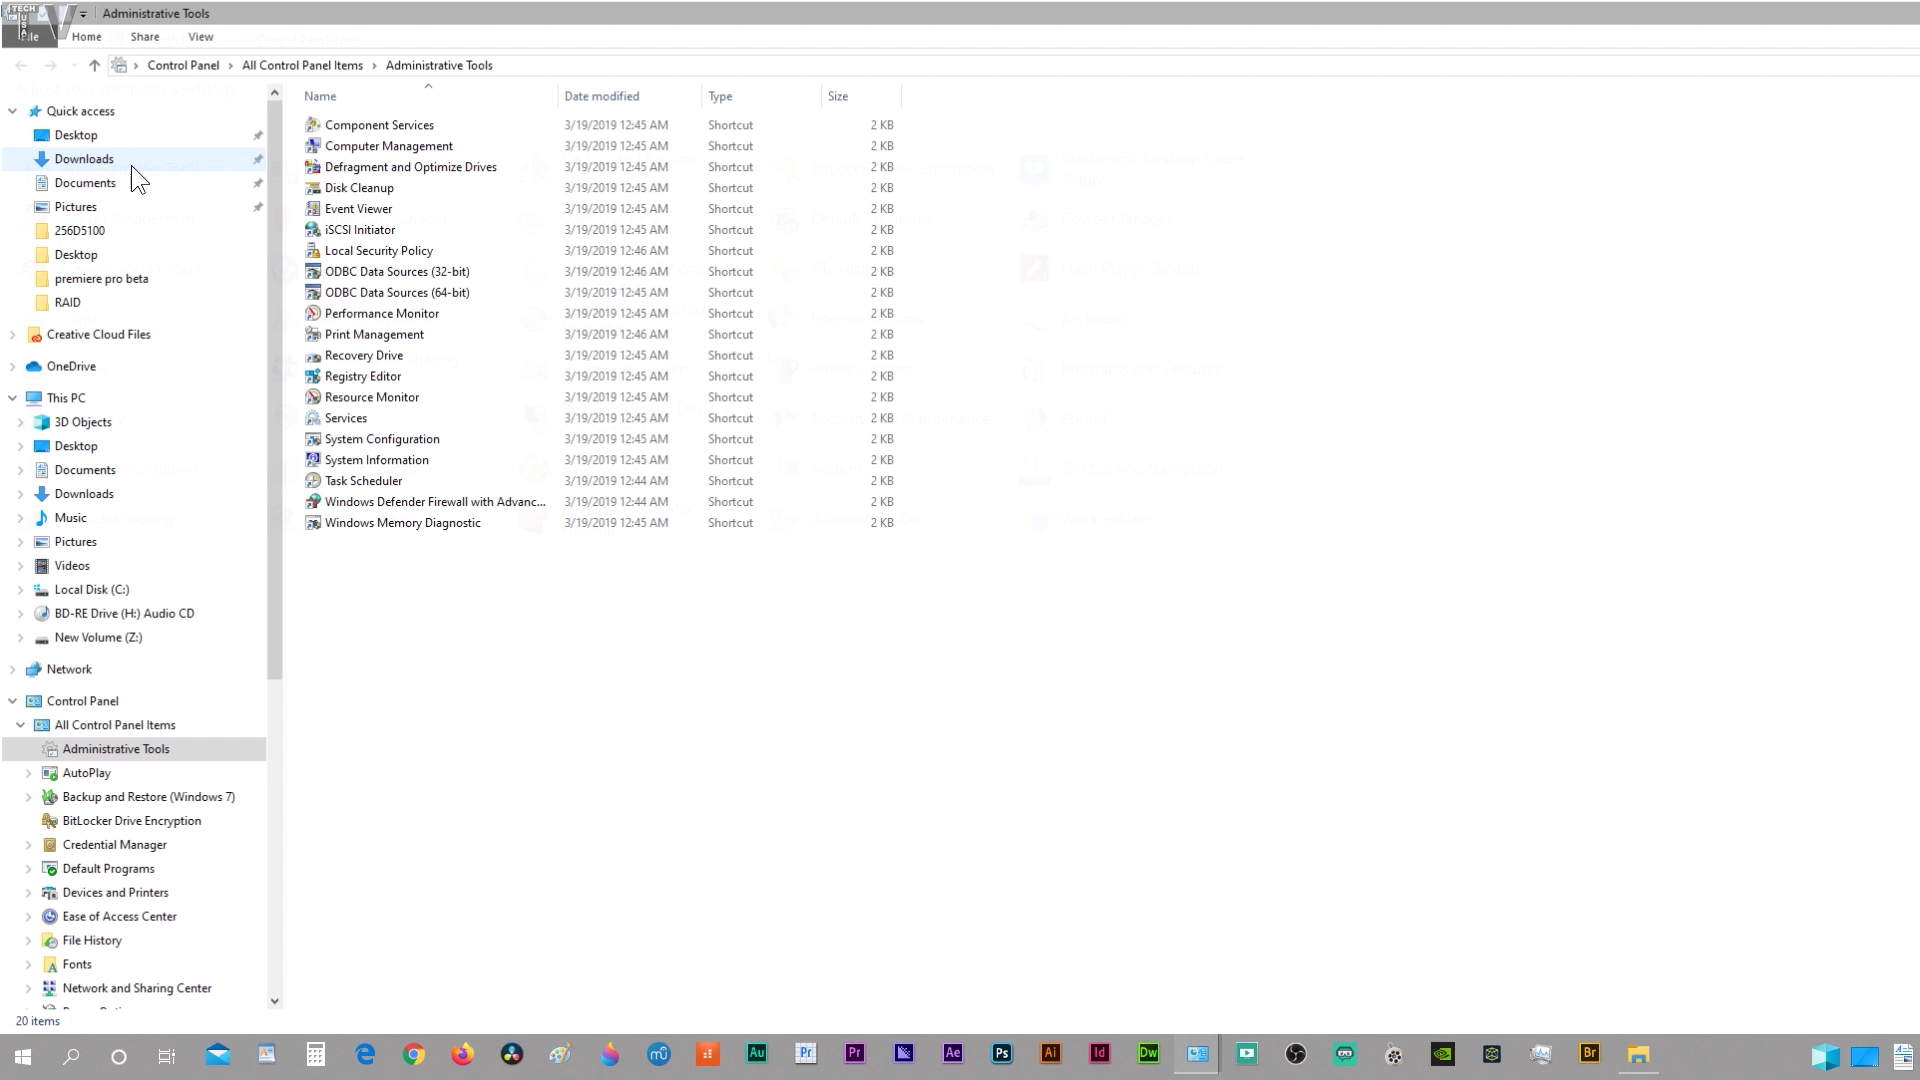 TECH
USA
TV
Administrative Tools
File Home Share View
Control Panel > All Control Panel Items > Administrative Tools
Name Date modified Type Size
Quick access
Desktop
Downloads
Documents
Pictures
256D5100
Desktop
premiere pro beta
RAID
Creative Cloud Files
OneDrive
This PC
3D Objects
Desktop
Documents
Downloads
Music
Pictures
Videos
Local Disk (C:)
BD-RE Drive (H:) Audio CD
New Volume (Z:)
Network
Control Panel
All Control Panel Items
Administrative Tools
AutoPlay
Backup and Restore (Windows 7)
BitLocker Drive Encryption
Credential Manager
Default Programs
Devices and Printers
Ease of Access Center
File History
Fonts
Network and Sharing Center
Component Services 3/19/2019 12:45 AM Shortcut 2 KB
Computer Management 3/19/2019 12:45 AM Shortcut 2 KB
Defragment and Optimize Drives 3/19/2019 12:45 AM Shortcut 2 KB
Disk Cleanup 3/19/2019 12:45 AM Shortcut 2 KB
Event Viewer 3/19/2019 12:45 AM Shortcut 2 KB
iSCSI Initiator 3/19/2019 12:45 AM Shortcut 2 KB
Local Security Policy 3/19/2019 12:46 AM Shortcut 2 KB
ODBC Data Sources (32-bit) 3/19/2019 12:46 AM Shortcut 2 KB
ODBC Data Sources (64-bit) 3/19/2019 12:45 AM Shortcut 2 KB
Performance Monitor 3/19/2019 12:45 AM Shortcut 2 KB
Print Management 3/19/2019 12:46 AM Shortcut 2 KB
Recovery Drive 3/19/2019 12:45 AM Shortcut 2 KB
Registry Editor 3/19/2019 12:45 AM Shortcut 2 KB
Resource Monitor 3/19/2019 12:45 AM Shortcut 2 KB
Services 3/19/2019 12:45 AM Shortcut 2 KB
System Configuration 3/19/2019 12:45 AM Shortcut 2 KB
System Information 3/19/2019 12:45 AM Shortcut 2 KB
Task Scheduler 3/19/2019 12:44 AM Shortcut 2 KB
Windows Defender Firewall with Advanc... 3/19/2019 12:44 AM Shortcut 2 KB
Windows Memory Diagnostic 3/19/2019 12:45 AM Shortcut 2 KB
20 items
Au Pr Pr Ae Ps Ai Id Dw Br